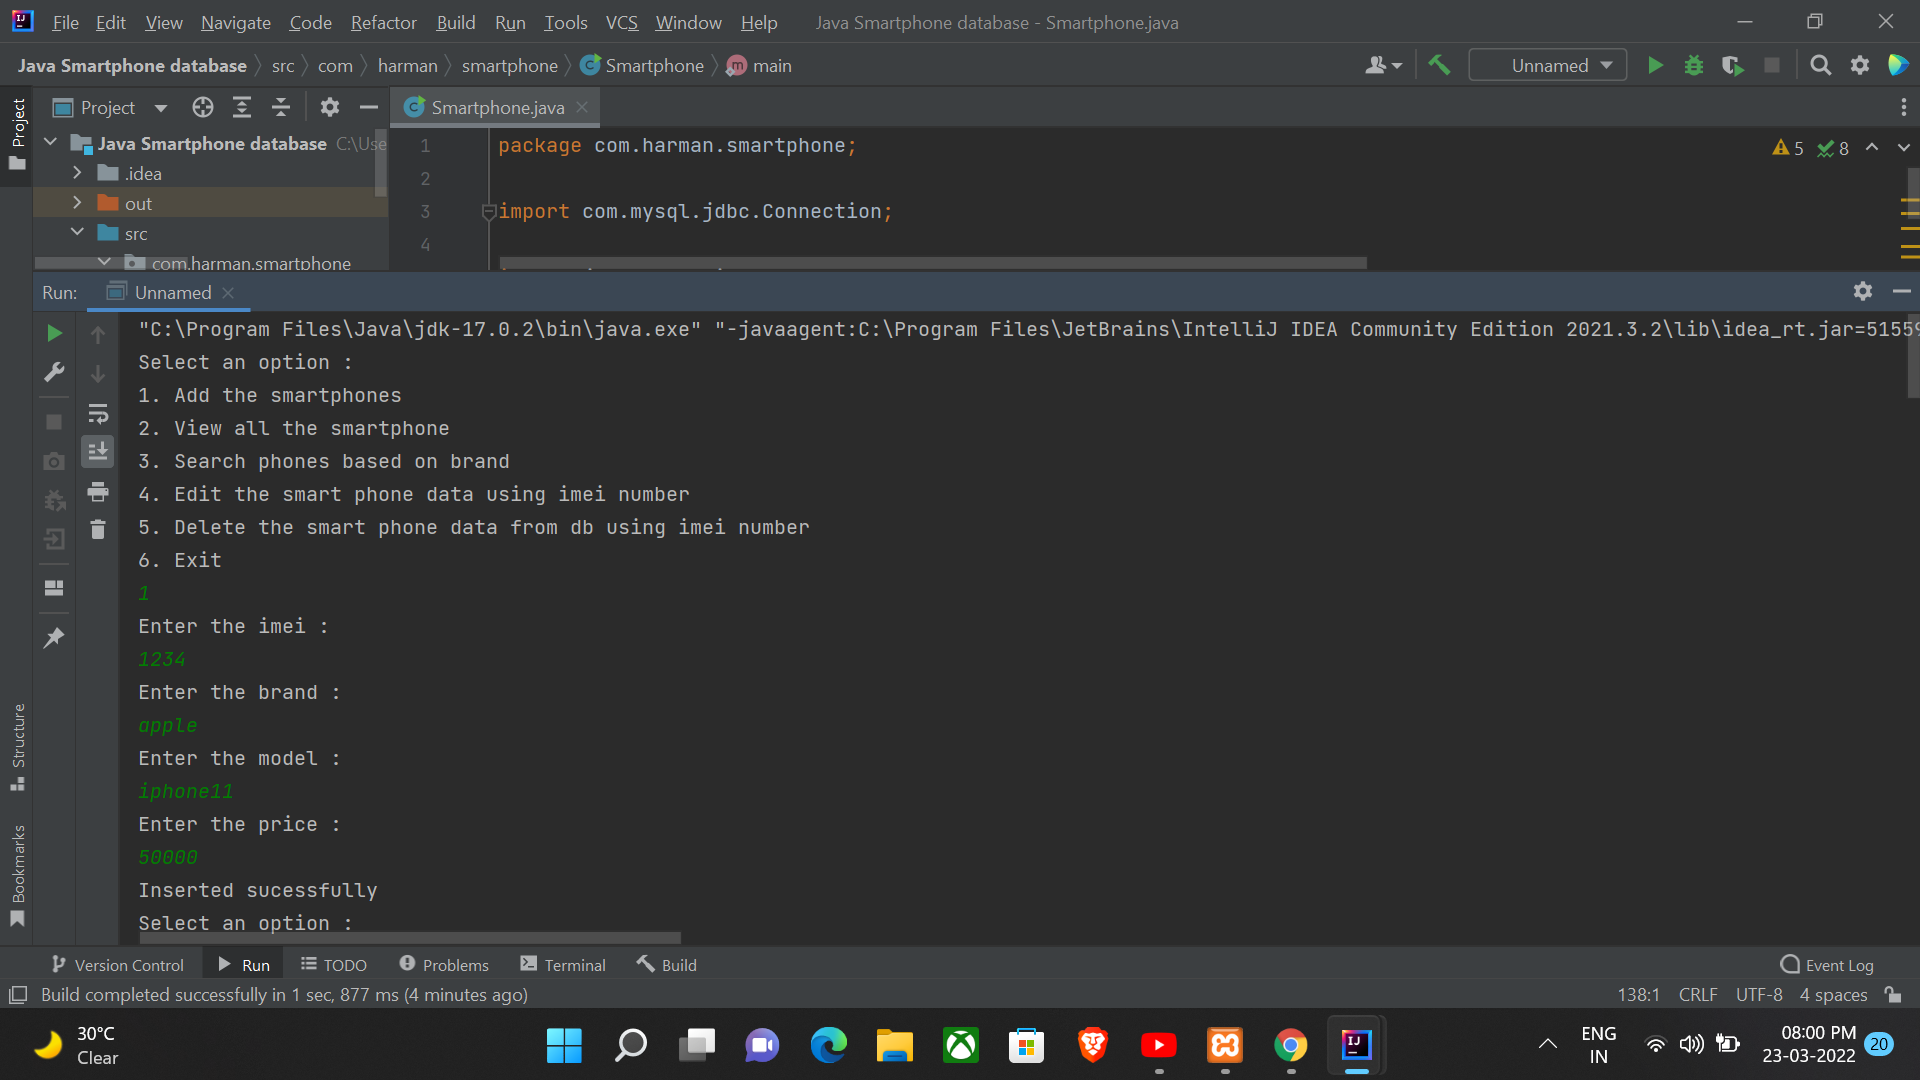 File Edit View Navigate Code Refactor Build Run Tools VCS Window Help Java Smartphone database - Smartphone.java
Java Smartphone database src com harman smartphone Smartphone main Unnamed
Project Smartphone.java
Project
Java Smartphone database C:\Use
.idea
out
src
com.harman.smartphone
1 package com.harman.smartphone;
2
3 import com.mysql.jdbc.Connection;
4
5 8
Run: Unnamed
"C:\Program Files\Java\jdk-17.0.2\bin\java.exe" "-javaagent:C:\Program Files\JetBrains\IntelliJ IDEA Community Edition 2021.3.2\lib\idea_rt.jar=51559
Select an option :
1. Add the smartphones
2. View all the smartphone
3. Search phones based on brand
4. Edit the smart phone data using imei number
5. Delete the smart phone data from db using imei number
6. Exit
1
Enter the imei :
1234
Enter the brand :
apple
Enter the model :
iphone11
Enter the price :
50000
Inserted sucessfully
Select an option :
Structure
Bookmarks
Version Control Run TODO Problems Terminal Build Event Log
Build completed successfully in 1 sec, 877 ms (4 minutes ago) 138:1 CRLF UTF-8 4 spaces
30°C
Clear
ENG
IN
08:00 PM
23-03-2022
20